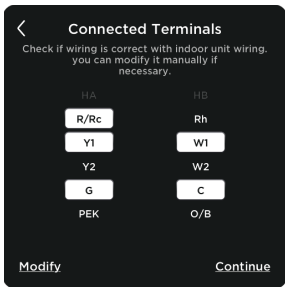 Connected Terminals
Check if wiring is correct with indoor unit wiring.
you can modify it manually if
necessary.
HA HB
R/Rc Rh
Y1 W1
Y2 W2
G C
PEK O/B
Modify Continue